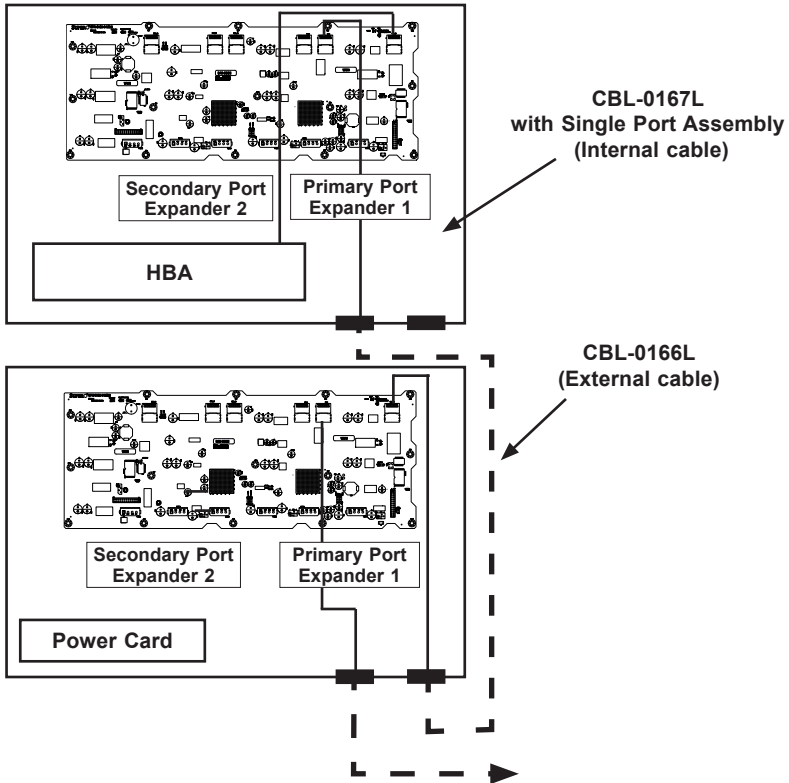 CBL-0167L
with Single Port Assembly
(Internal cable)
Secondary Port
Expander 2
Primary Port
Expander 1
HBA
CBL-0166L
(External cable)
Secondary Port
Expander 2
Primary Port
Expander 1
Power Card